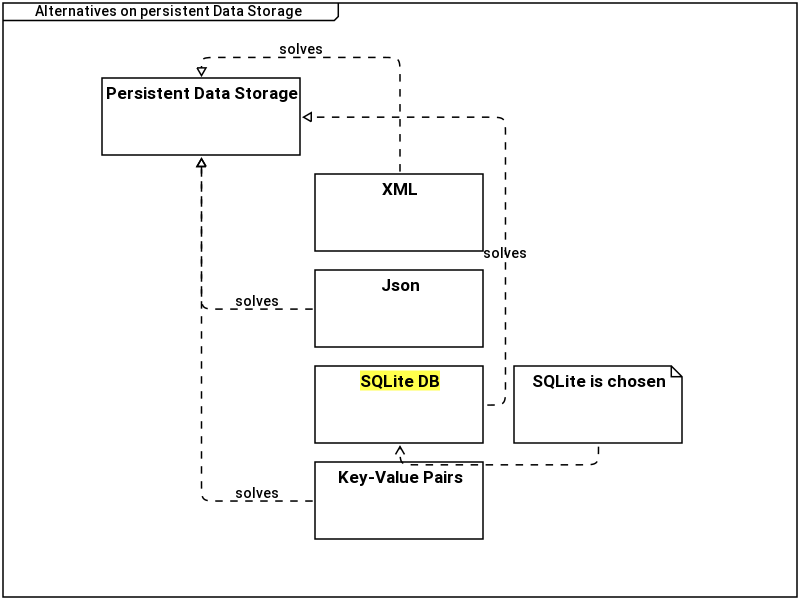 Alternatives on persistent Data Storage
solves
Persistent Data Storage
XML
solves
Json
solves
SQLite DB
SQLite is chosen
Key-Value Pairs
solves